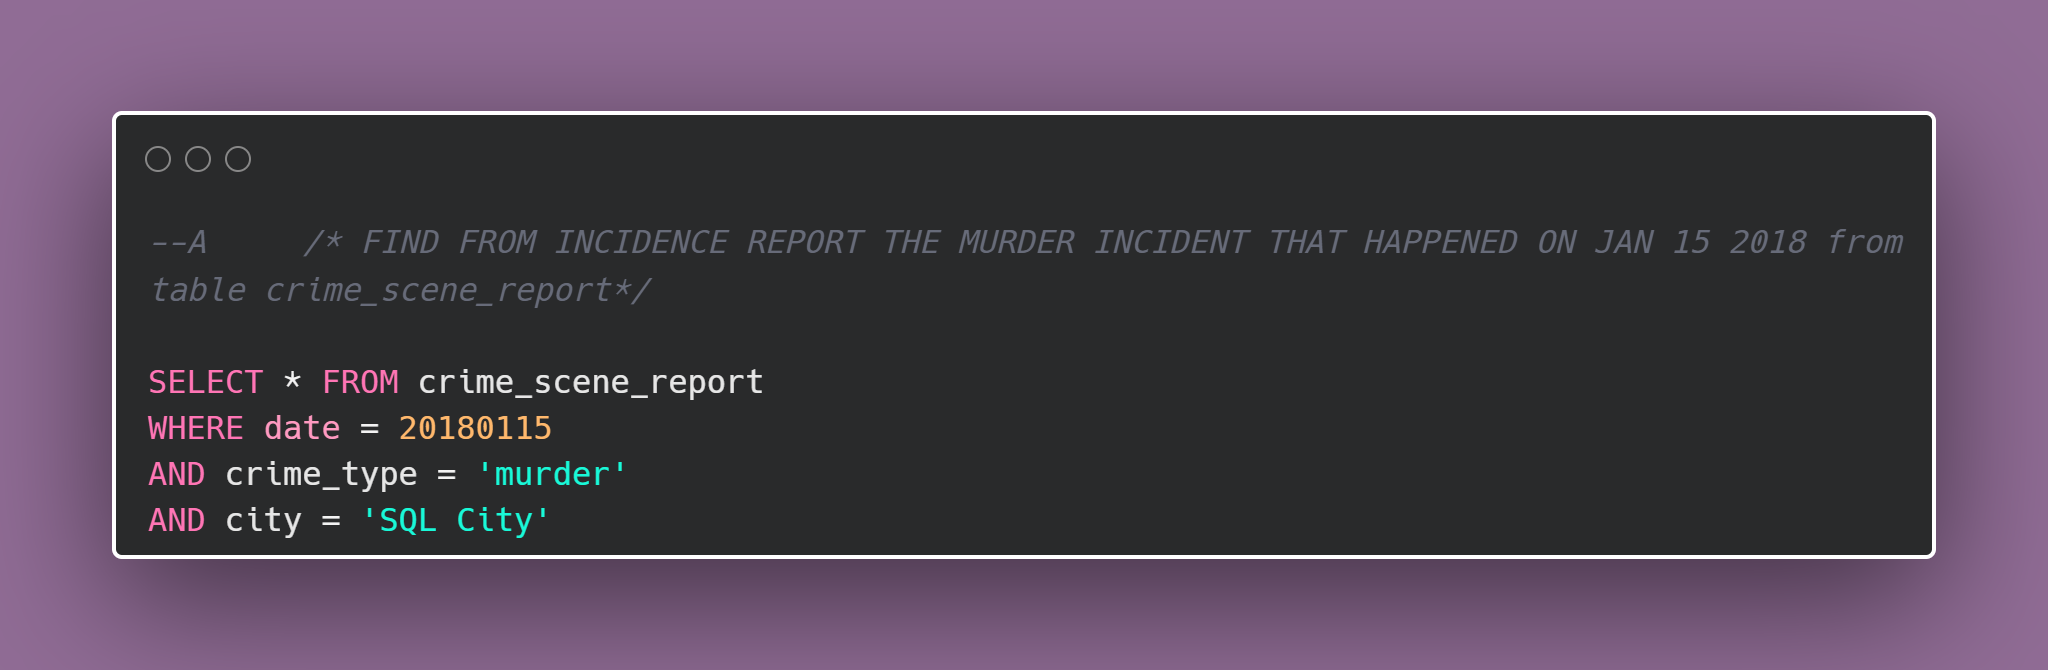 --A     /* FIND FROM INCIDENCE REPORT THE MURDER INCIDENT THAT HAPPENED ON JAN 15 2018 from
table crime_scene_report*/
SELECT * FROM crime_scene_report
WHERE date = 20180115
AND crime_type = 'murder'
AND city = 'SQL City'